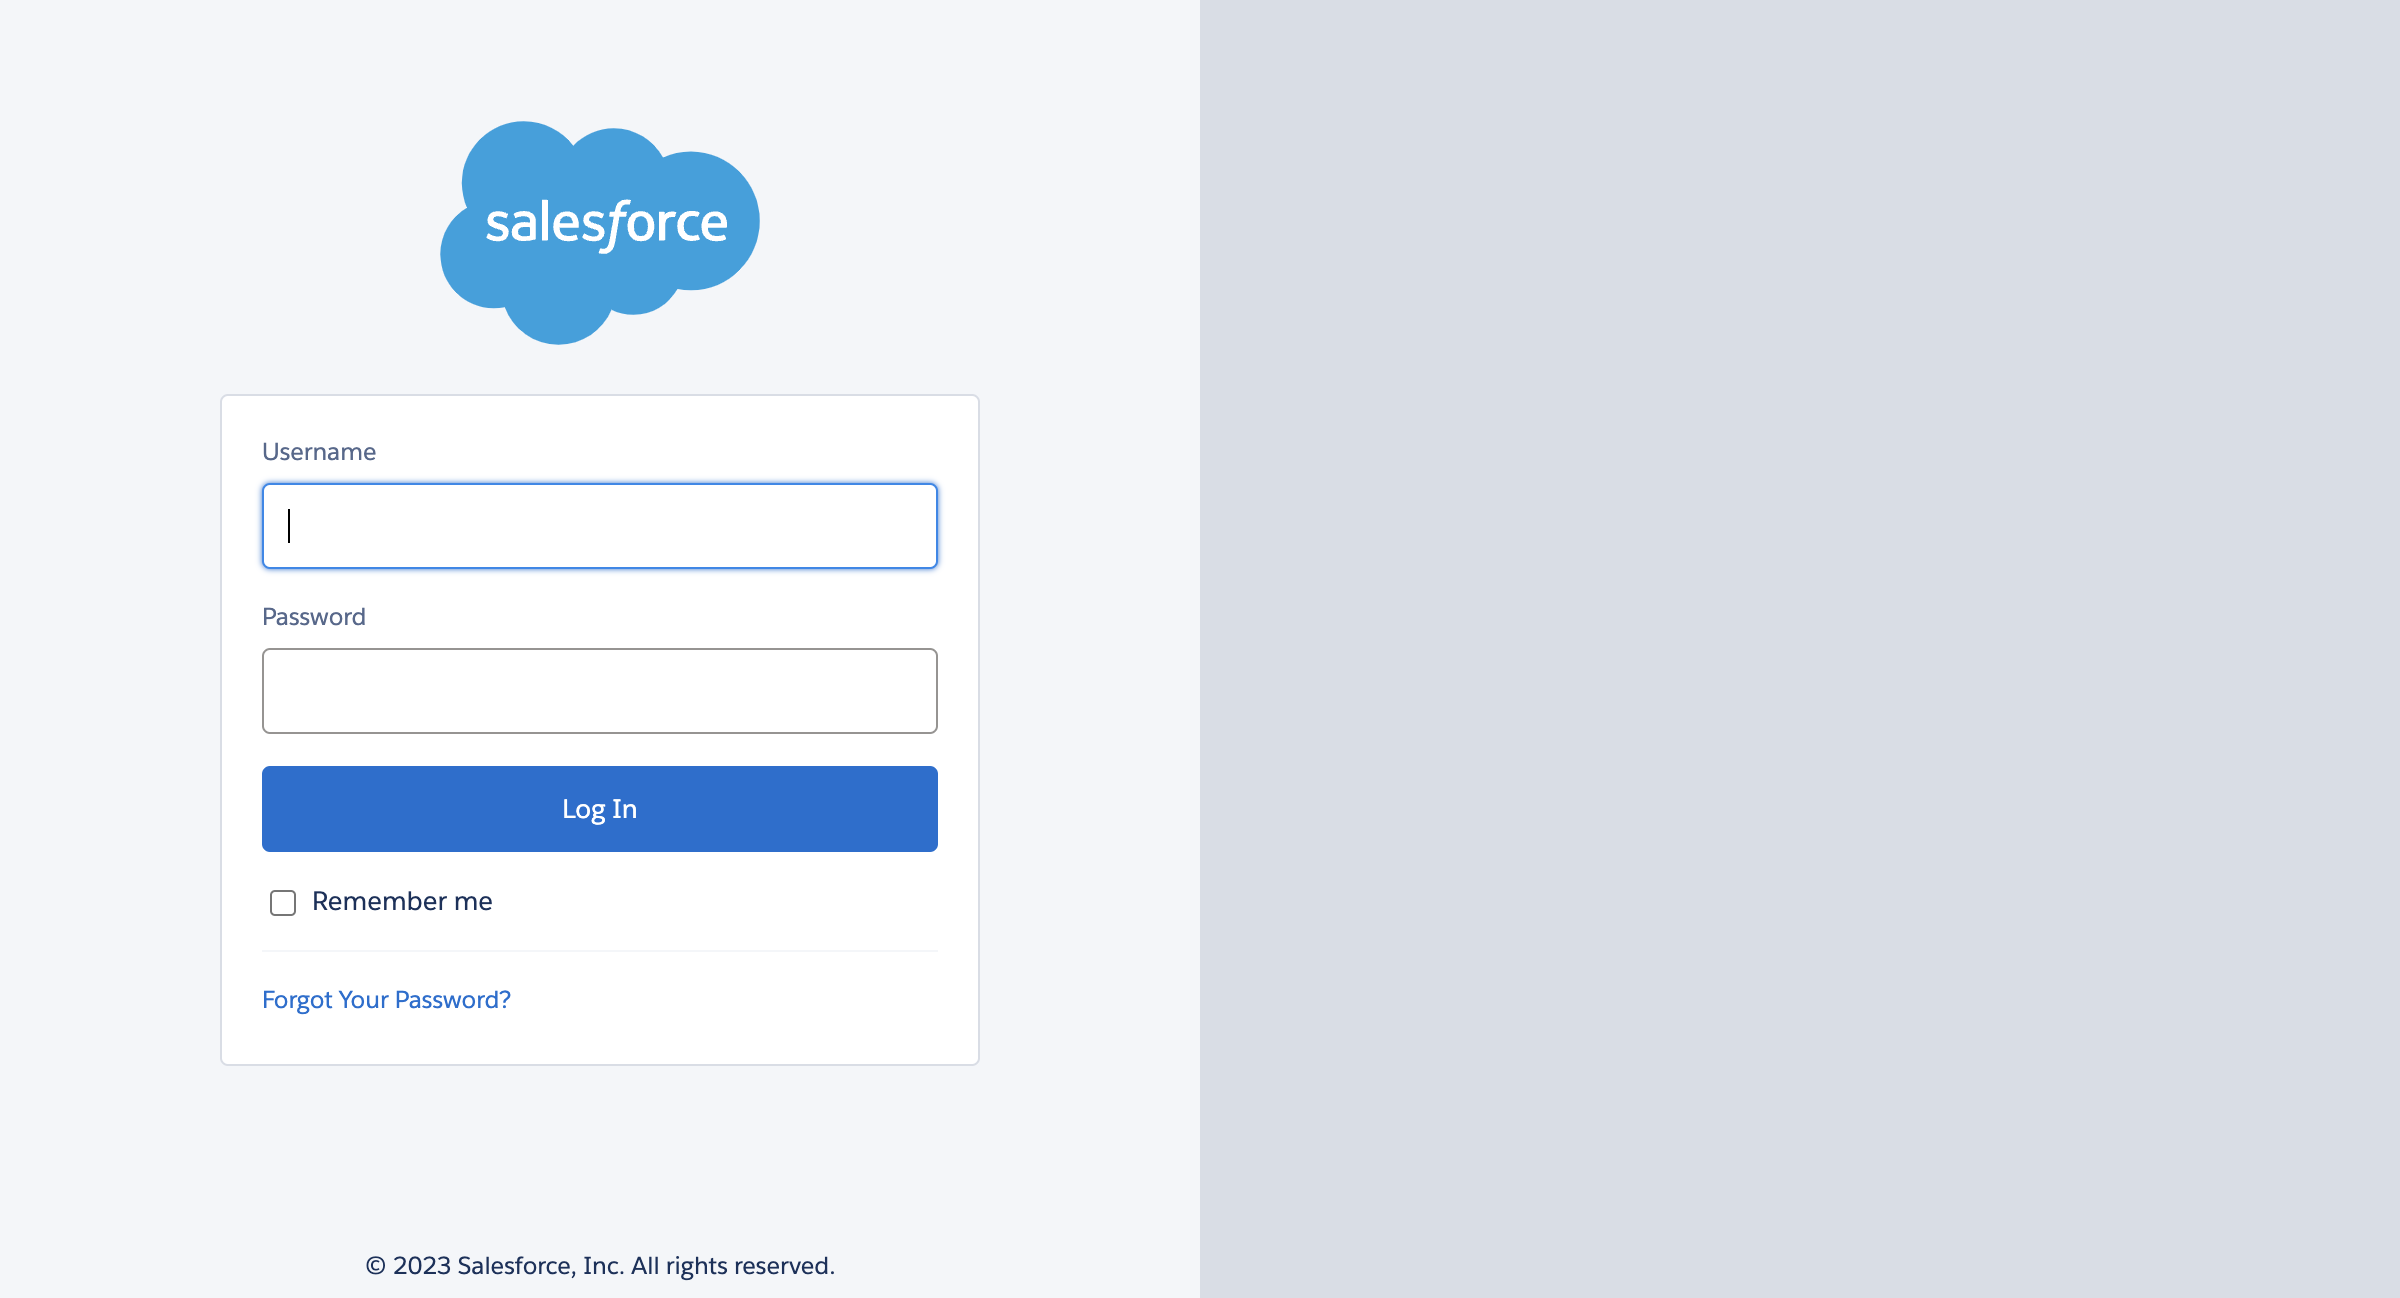 salesforce
Username
Password
Log In
Remember me
Forgot Your Password?
© 2023 Salesforce, Inc. All rights reserved.